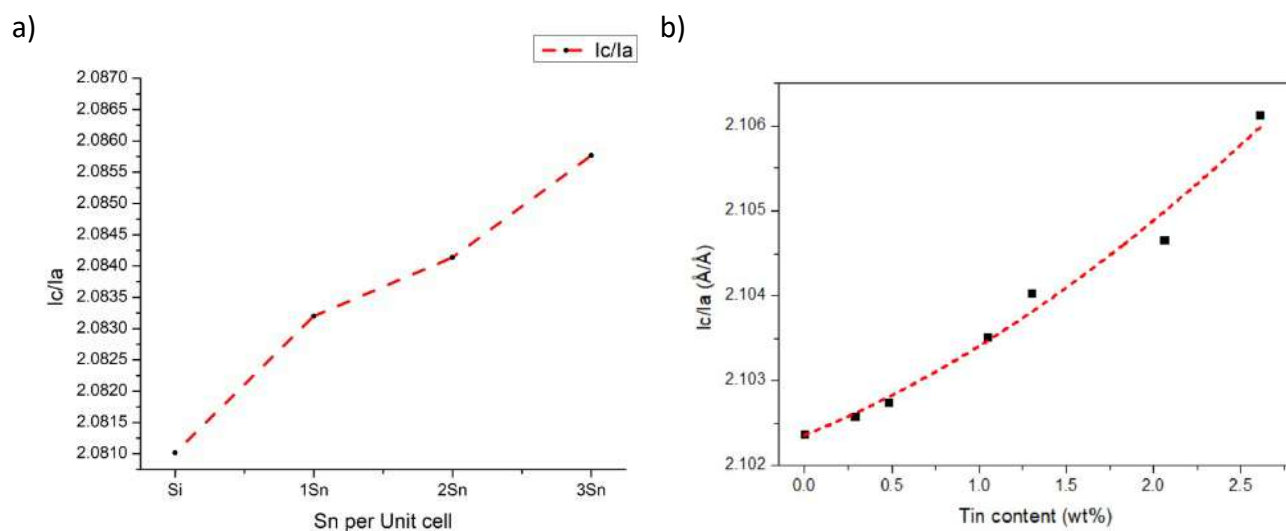 a)
Ic/Ia
2.0870
2.0865
2.0860
2.0855
2.0850
2.0845
2.0840
2.0835
2.0830
2.0825
2.0820
2.0815
2.0810
Ic/Ia
Si 1Sn 2Sn 3Sn
Sn per Unit cell
b)
2.106
2.105
2.104
2.103
2.102
Ic/Ia (Å/Å)
0.0 0.5 1.0 1.5 2.0 2.5
Tin content (wt%)